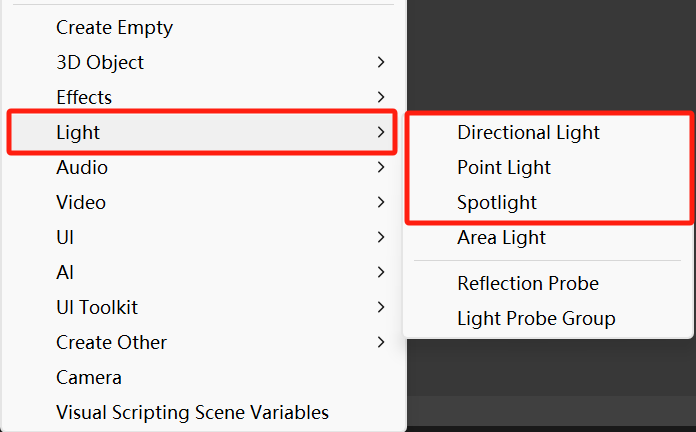 Create Empty
3D Object
Effects
Light
Audio
Video
UI
AI
UI Toolkit
Create Other
Camera
Visual Scripting Scene Variables
Directional Light
Point Light
Spotlight
Area Light
Reflection Probe
Light Probe Group